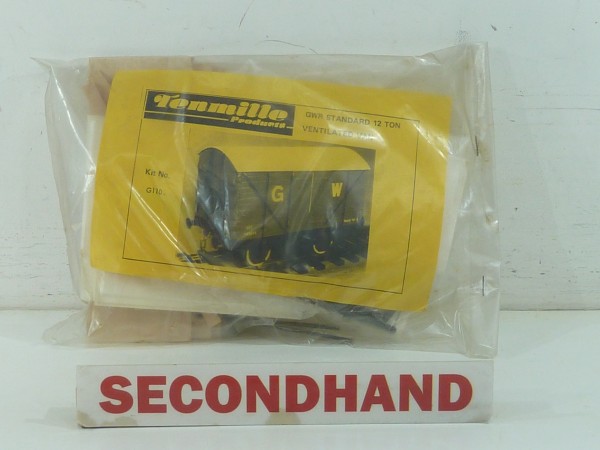 Tenmille
Products
GWR STANDARD 12 TON
VENTILATED
Kit No.
G W
SECONDHAND